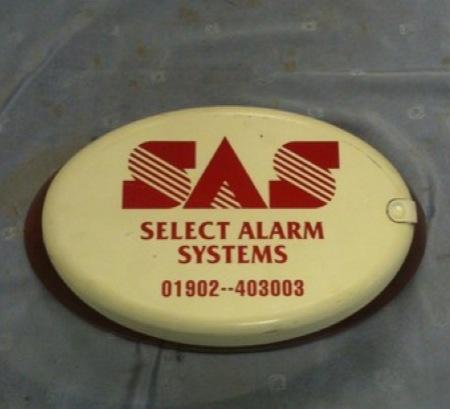 SAS
SELECT ALARM
SYSTEMS
01902--403003